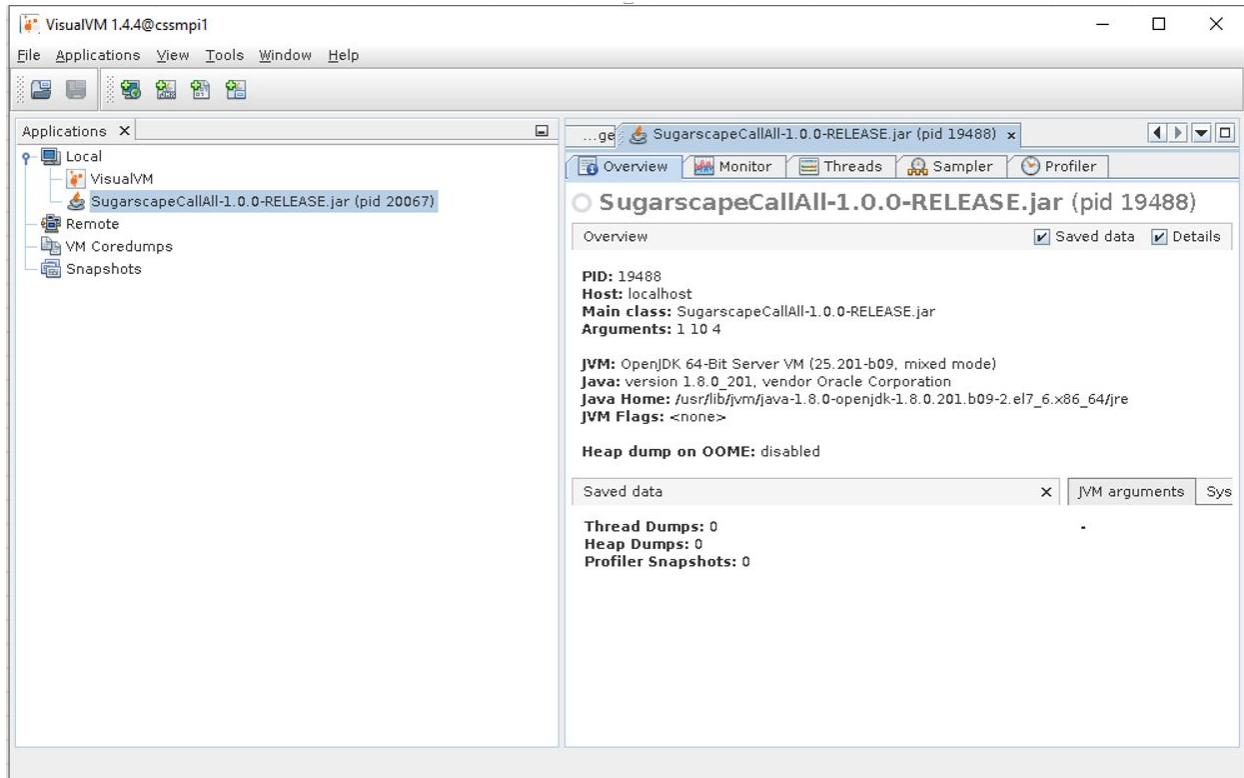 VisualVM 1.4.4@cssmpi1
File Applications View Tools Window Help
Applications X
Local
VisualVM
SugarscapeCallAll-1.0.0-RELEASE.jar (pid 20067)
Remote
VM Coredumps
Snapshots
...ge SugarscapeCallAll-1.0.0-RELEASE.jar (pid 19488) x
Overview Monitor Threads Sampler Profiler
SugarscapeCallAll-1.0.0-RELEASE.jar (pid 19488)
Overview Saved data Details
PID: 19488
Host: localhost
Main class: SugarscapeCallAll-1.0.0-RELEASE.jar
Arguments: 1 10 4
JVM: OpenJDK 64-Bit Server VM (25.201-b09, mixed mode)
Java: version 1.8.0_201, vendor Oracle Corporation
Java Home: /usr/lib/jvm/java-1.8.0-openjdk-1.8.0.201.b09-2.el7_6.x86_64/jre
JVM Flags: <none>
Heap dump on OOME: disabled
Saved data x JVM arguments Sys
Thread Dumps: 0 -
Heap Dumps: 0
Profiler Snapshots: 0